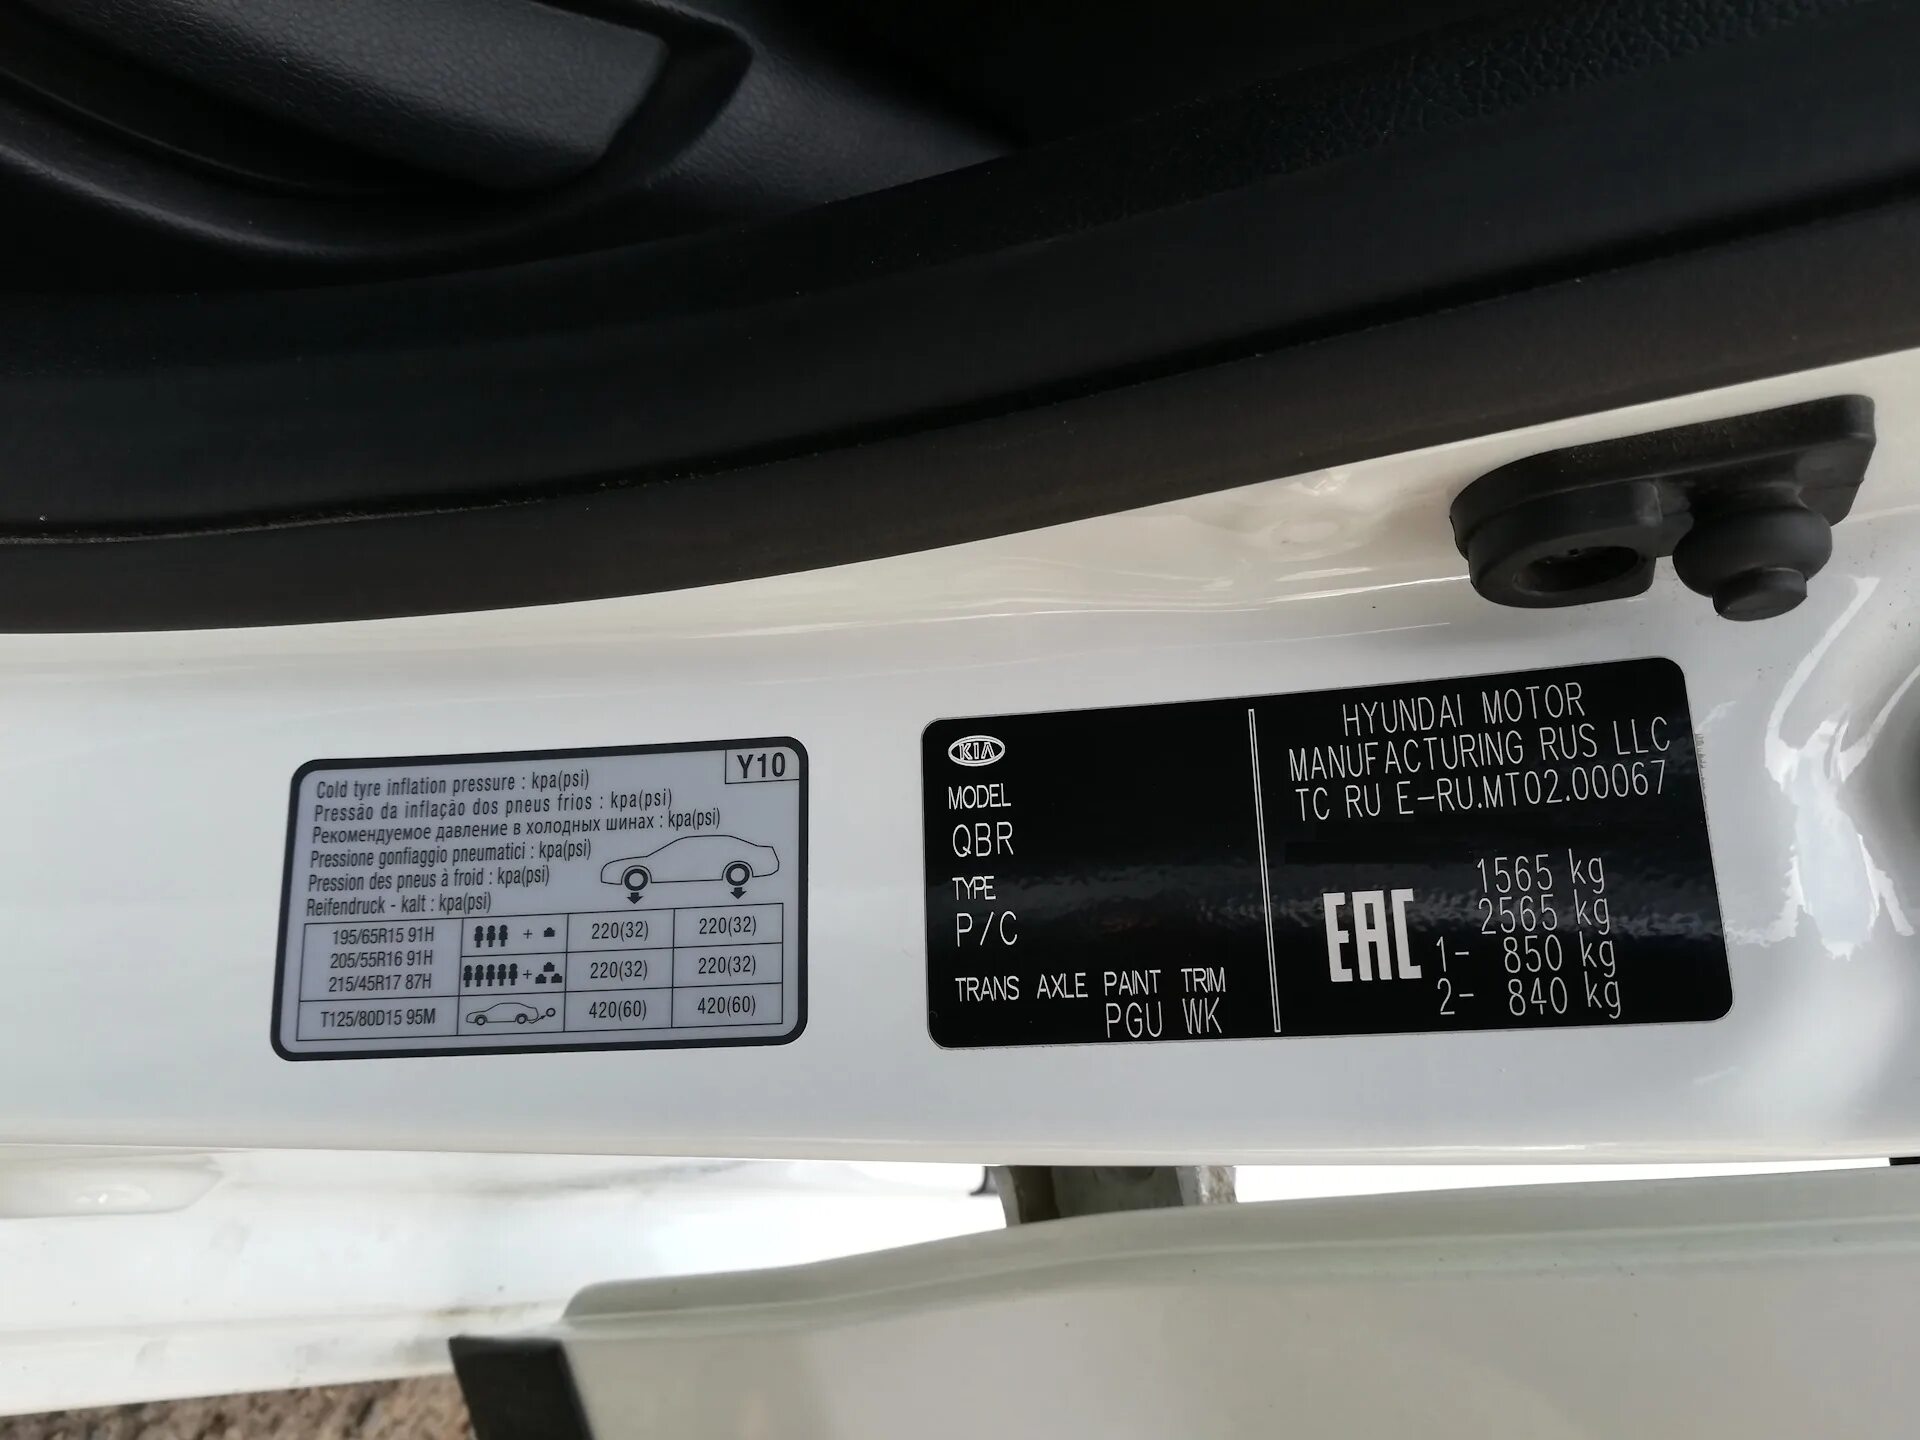 Y10
Cold tyre inflation pressure : kpa(psi)
Pressão da inflação dos pneus frios : kpa(psi)
Рекомендуемое давление в холодных шинах : kpa(psi)
Pressione gonfiaggio pneumatici : kpa(psi)
Pression des pneus à froid : kpa(psi)
Reifendruck - kalt : kpa(psi)
195/65R15 91H
205/55R16 91H
215/45R17 87H
+ 220(32) 220(32)
+ 220(32) 220(32)
T125/80D15 95M 420(60) 420(60)
KIA
MODEL
QBR
TYPE
P/C
TRANS AXLE PAINT TRIM
PGU WK
HYUNDAI MOTOR
MANUFACTURING RUS LLC
TC RU E-RU.MT02.00067
EAC
1565 kg
2565 kg
1- 850 kg
2- 840 kg